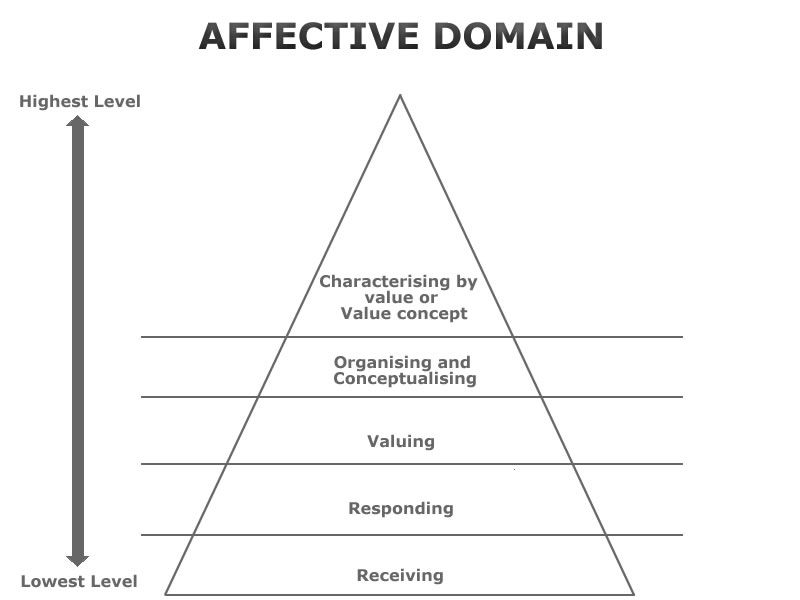 AFFECTIVE DOMAIN
Highest Level
Characterising by
value or
Value concept
Organising and
Conceptualising
Valuing
Responding
Receiving
Lowest Level